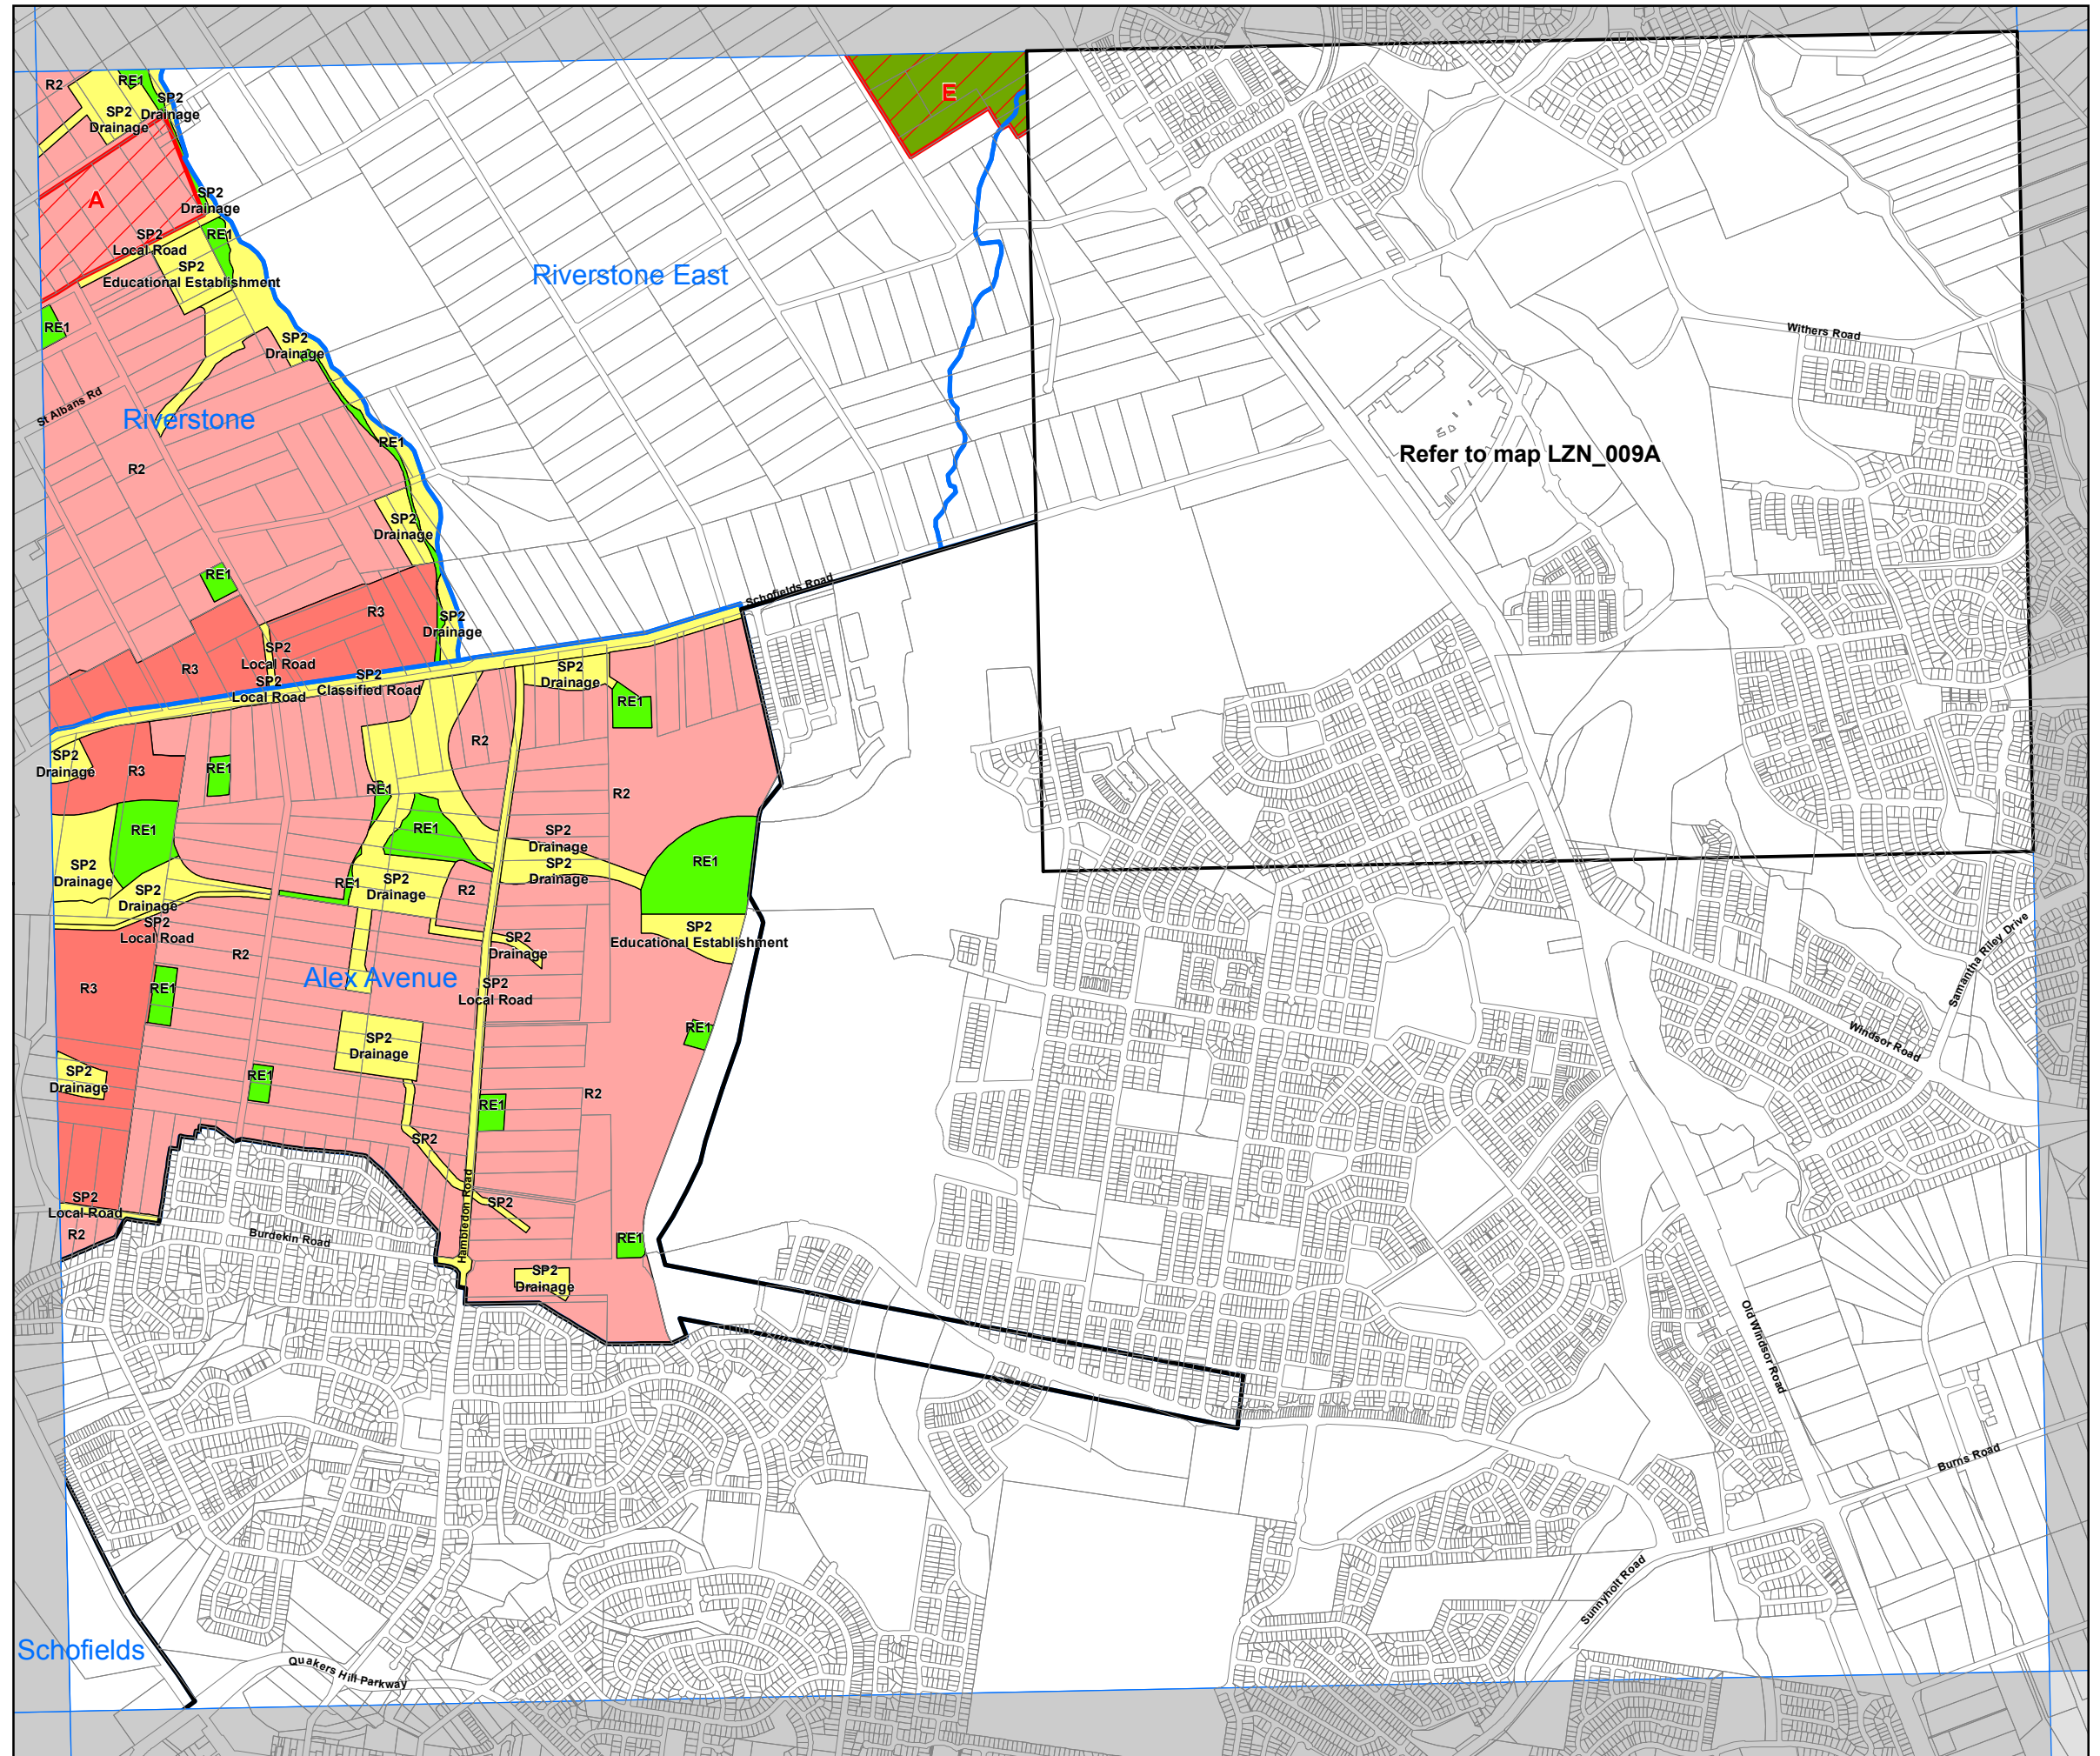 RE1
R2
E
SP2
Drainage
SP2
Drainage
A
SP2
Drainage
SP2
Local Road
RE1
SP2
Educational Establishment
Riverstone East
RE1
Withers Road
SP2
Drainage
St Albans Rd
Riverstone
RE1
Refer to map LZN_009A
R2
SP2
Drainage
RE1
Schofields Road
R3
SP2
Drainage
SP2
Local Road
R3
SP2
Classified Road
SP2
Local Road
SP2
Drainage
RE1
R2
SP2
Drainage
R3
RE1
RE1
R2
RE1
RE1
SP2
Drainage
RE1
SP2
Drainage
SP2
Drainage
RE1
SP2
Drainage
R2
SP2
Drainage
SP2
Local Road
SP2
Educational Establishment
Samantha Riley Drive
R2
SP2
Drainage
Alex Avenue
R3
RE1
SP2
Local Road
RE1
Windsor Road
SP2
Drainage
SP2
Drainage
RE1
R2
RE1
SP2
SP2
Local Road
SP2
Hambledon Road
R2
Burdekin Road
RE1
SP2
Drainage
Old Windsor Road
Burns Road
Sunnyholt Road
Schofields
Quakers Hill Parkway